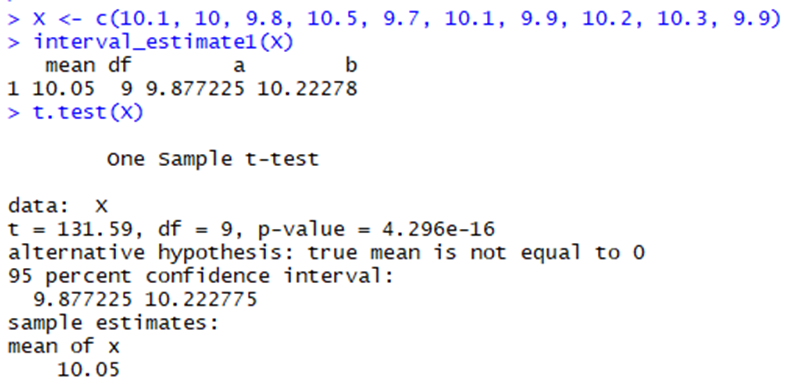 > X <- c(10.1, 10, 9.8, 10.5, 9.7, 10.1, 9.9, 10.2, 10.3, 9.9)
> interval_estimate1(X)
mean df a b
1 10.05 9 9.877225 10.22278
> t.test(X)
One Sample t-test
data: X
t = 131.59, df = 9, p-value = 4.296e-16
alternative hypothesis: true mean is not equal to 0
95 percent confidence interval:
9.877225 10.222775
sample estimates:
mean of x
10.05